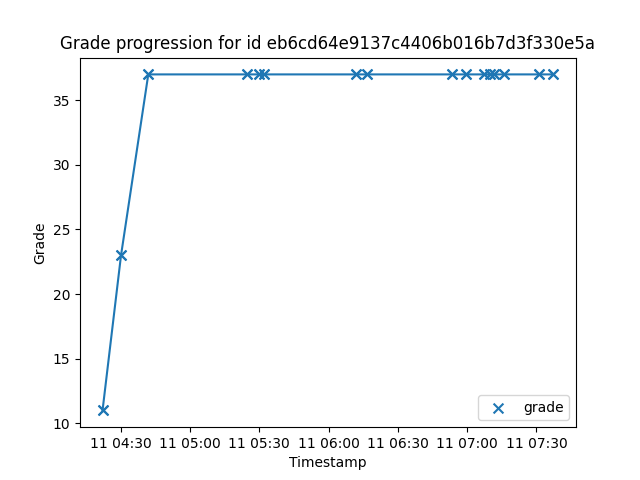 Grade progression for id eb6cd64e9137c4406b016b7d3f330e5a
Grade
35
30
25
20
15
10
grade
11 04:30 11 05:00 11 05:30 11 06:00 11 06:30 11 07:00 11 07:30
Timestamp